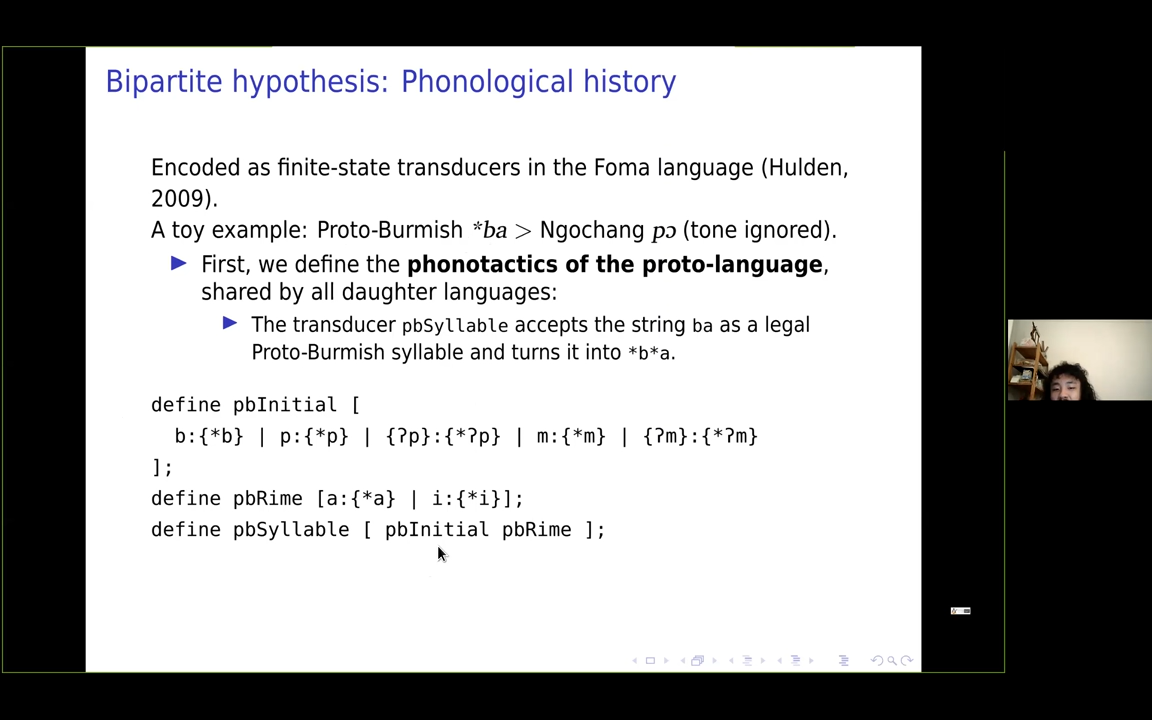 Bipartite hypothesis: Phonological history
Encoded as finite-state transducers in the Foma language (Hulden,
2009).
A toy example: Proto-Burmish *ba > Ngochang pɔ (tone ignored).
▶ First, we define the phonotactics of the proto-language,
shared by all daughter languages:
▶ The transducer pbSyllable accepts the string ba as a legal
Proto-Burmish syllable and turns it into *b*a.
define pbInitial [
b:{*b} | p:{*p} | {ʔp}:{*ʔp} | m:{*m} | {ʔm}:{*ʔm}
];
define pbRime [a:{*a} | i:{*i}];
define pbSyllable [ pbInitial pbRime ];